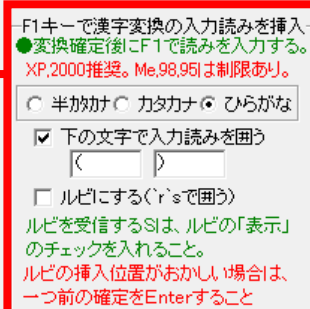 F1キーで漢字変換の入力読みを挿入
●変換確定後にF1で読みを入力する。
XP,2000推奨。Me,98,95は制限あり。
半カタカナ カタカナ ひらがな
下の文字で入力読みを囲う
( )
ルビにする(`r`sで囲う)
ルビを受信するSは、ルビの「表示」
のチェックを入れること。
ルビの挿入位置がおかしい場合は、
一つ前の確定をEnterすること